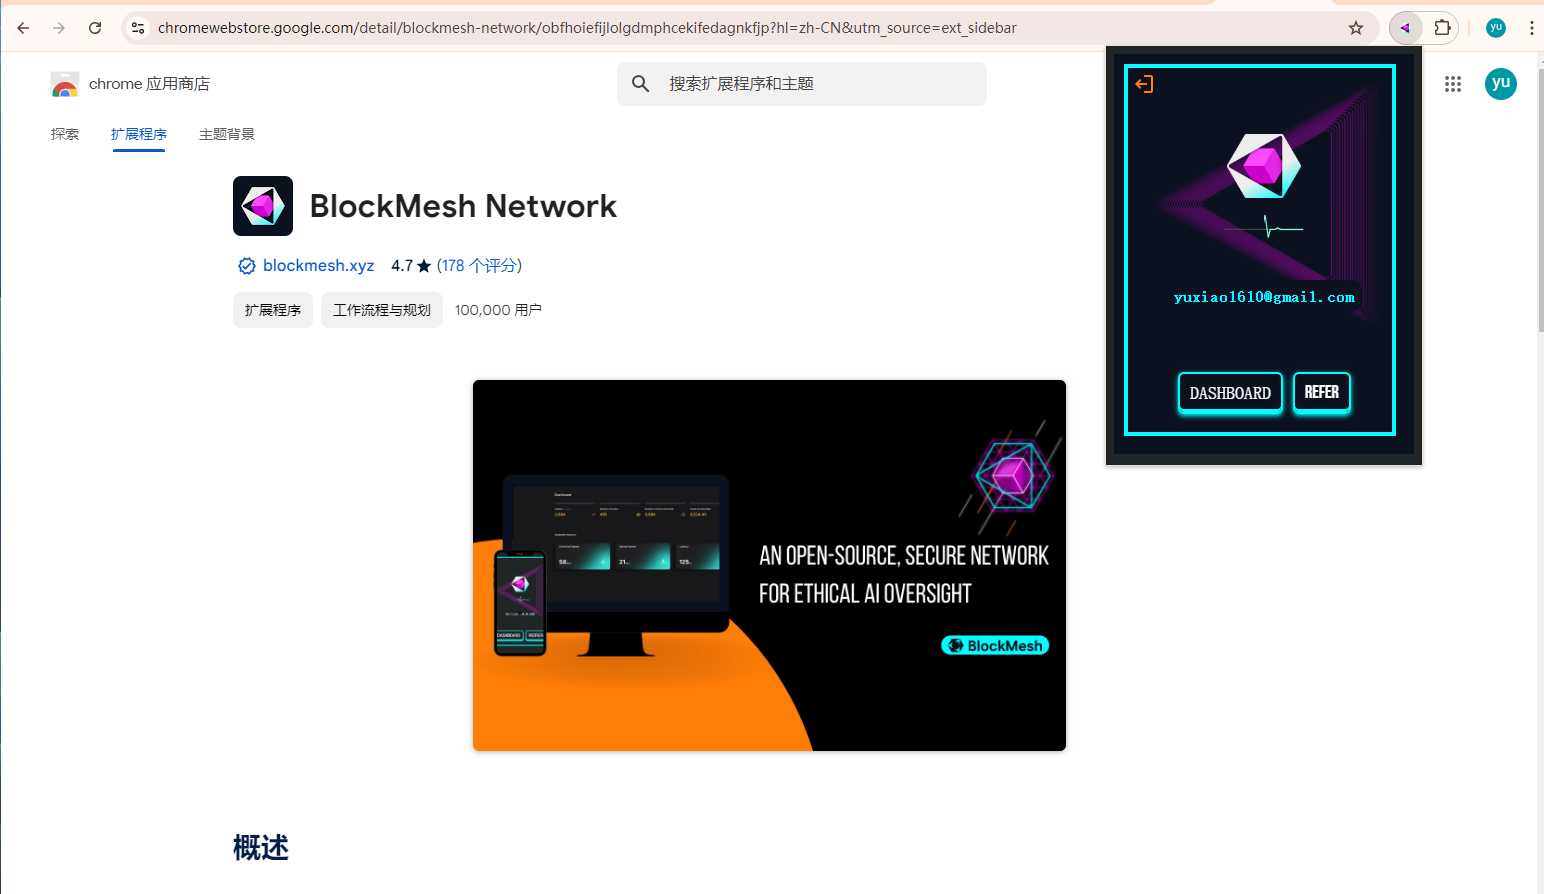 chromewebstore.google.com/detail/blockmesh-network/obfhoiefijlolgdmphcekifedagnkfjp?hl=zh-CN&utm_source=ext_sidebar
yu
chrome 应用商店
搜索扩展程序和主题
yu
探索
扩展程序
主题背景
BlockMesh Network
blockmesh.xyz
4.7★ (178 个评分)
扩展程序
工作流程与规划
100,000 用户
yuxiao1610@gmail.com
DASHBOARD
REFER
Dashboard
AN OPEN-SOURCE, SECURE NETWORK
FOR ETHICAL AI OVERSIGHT
DASHBOARD
REFER
BlockMesh
概述